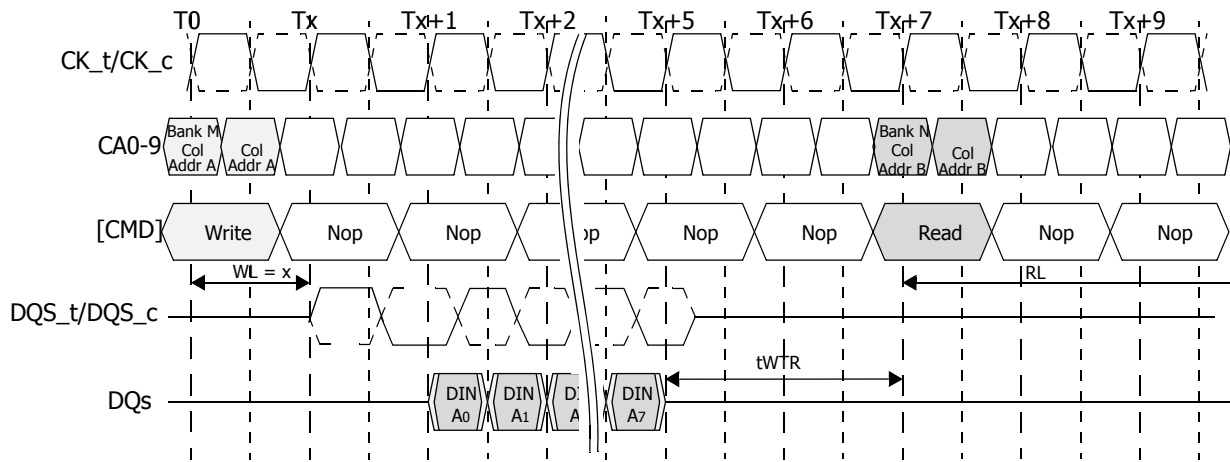 T0 Tx Tx+1 Tx+2 Tx+5 Tx+6 Tx+7 Tx+8 Tx+9
CK_t/CK_c
CA0-9
Bank M
Col
Addr A
Col
Addr A
Bank N
Col
Addr B
Col
Addr B
[CMD] Write Nop Nop Nop Nop Read Nop Nop
WL = x
RL
DQS_t/DQS_c
tWTR
DQs
DIN
A0
DIN
A1
DIN
A7